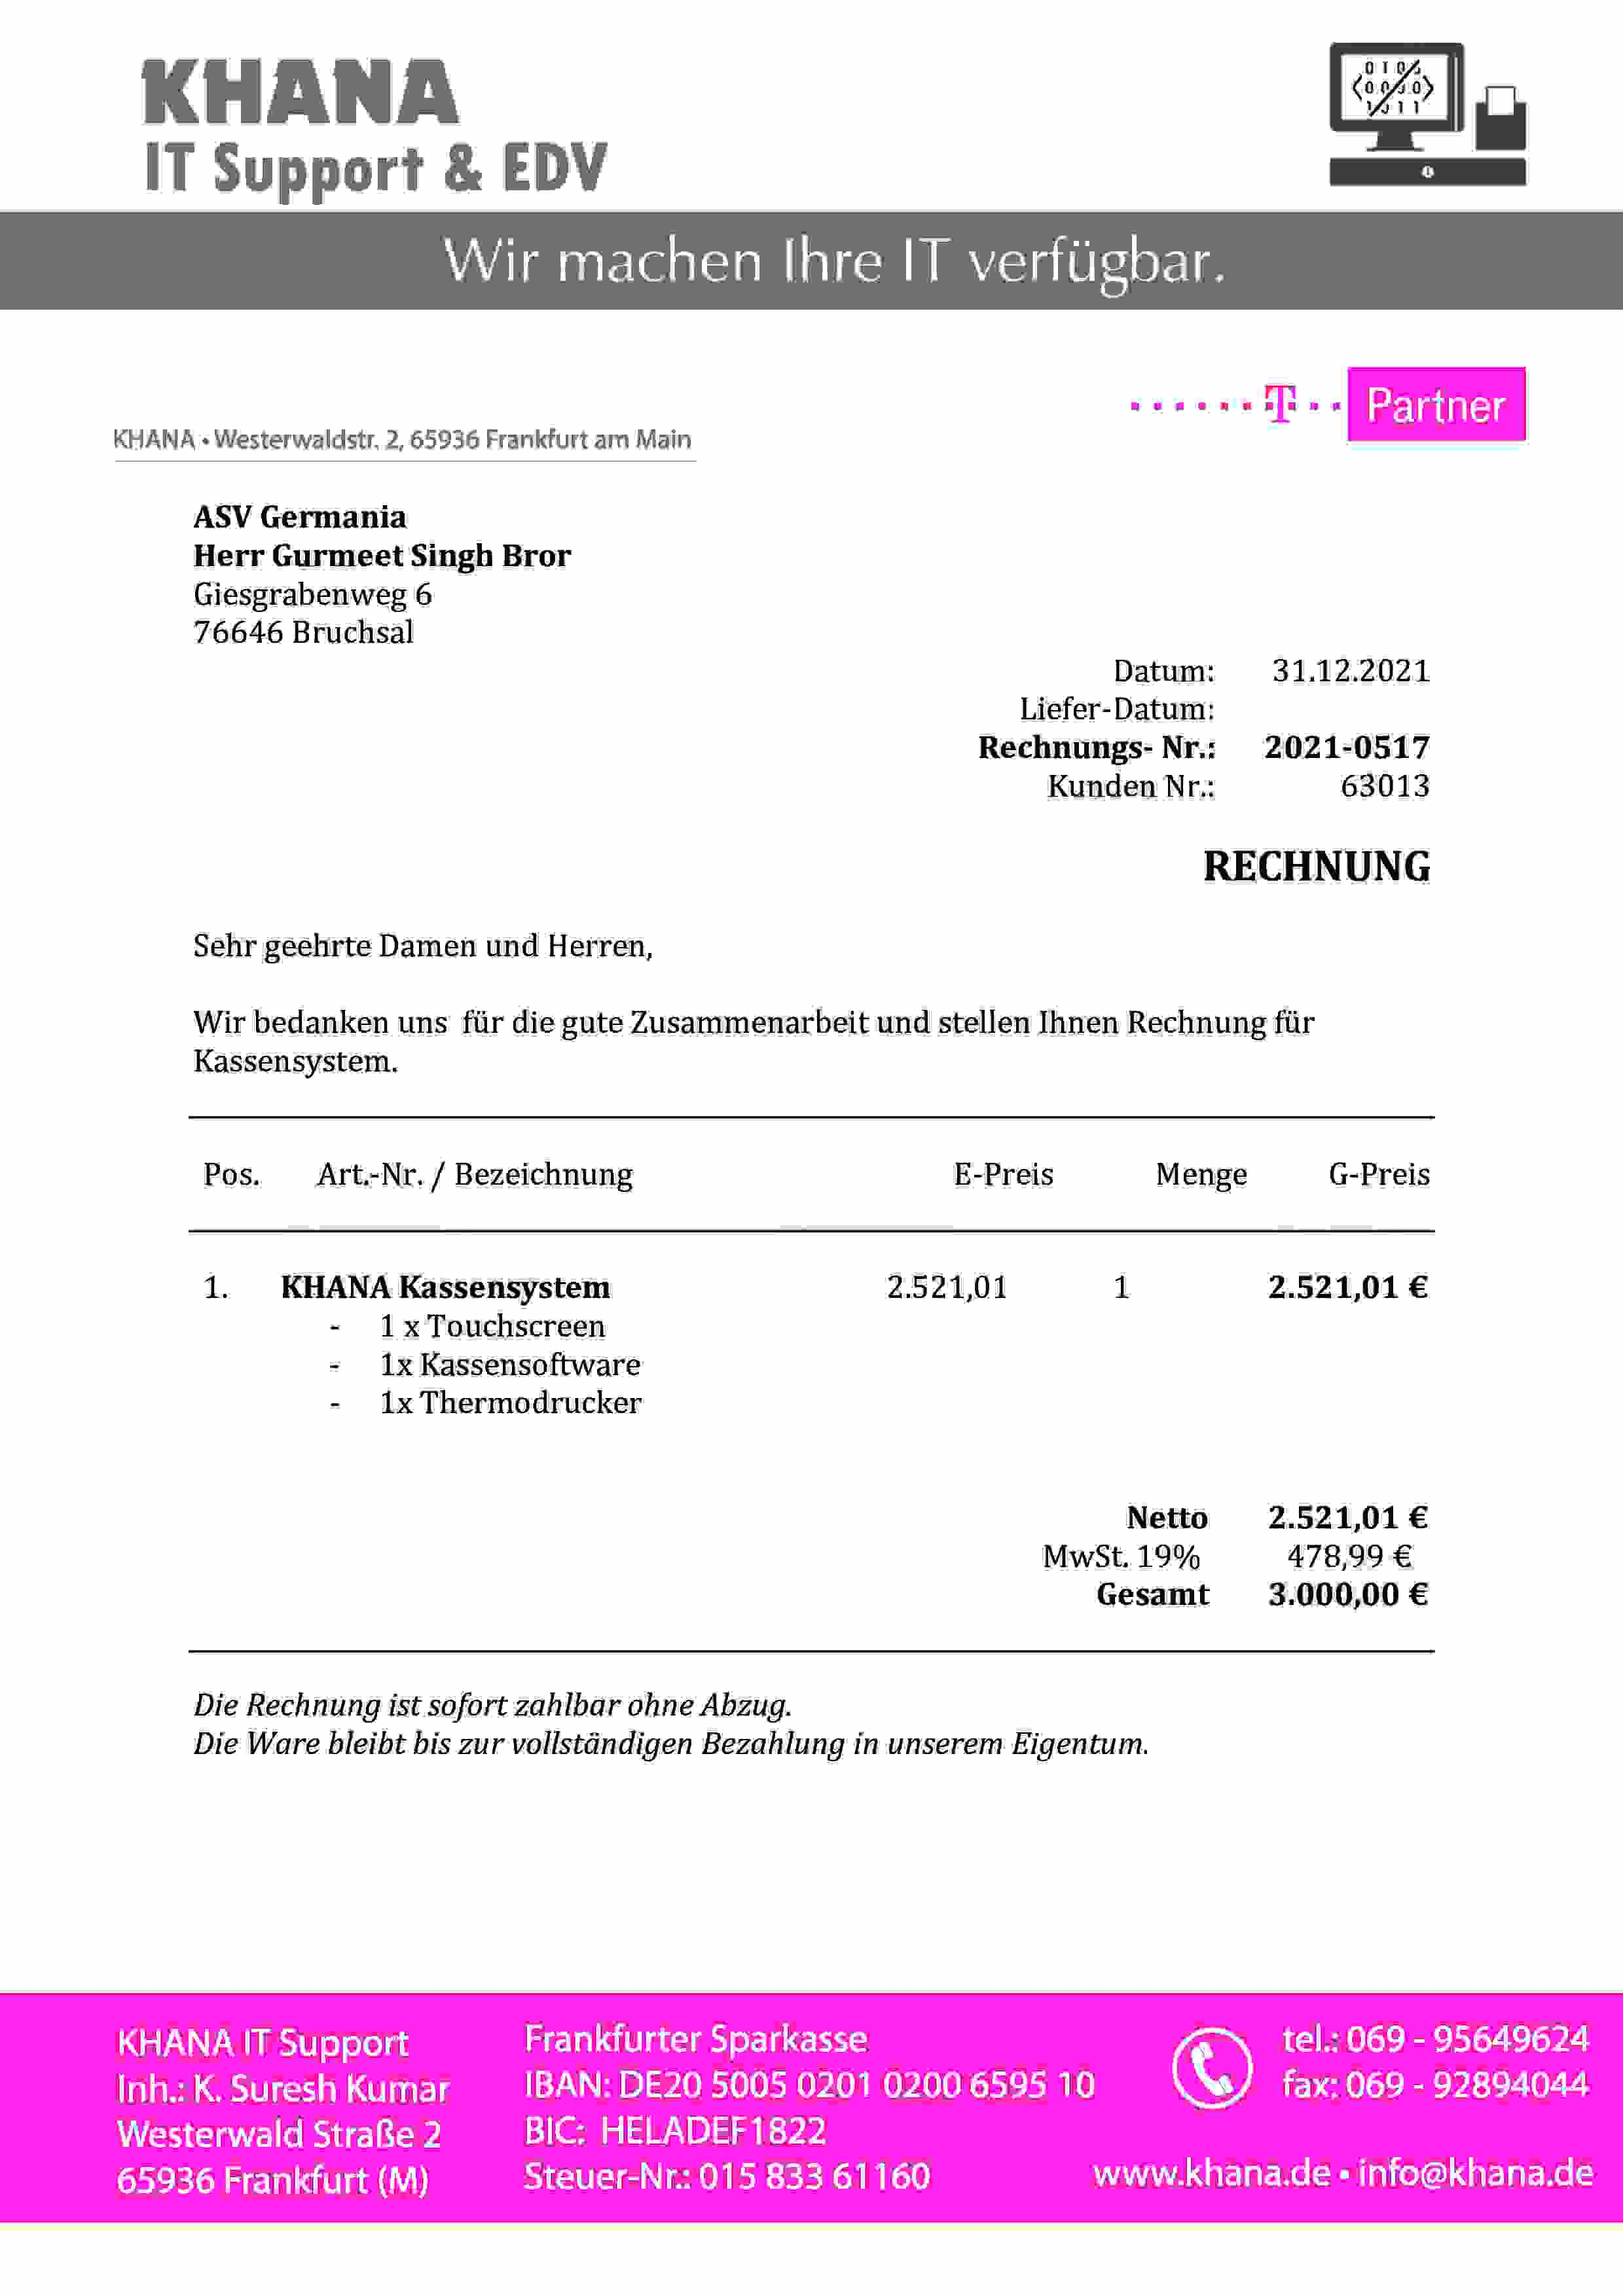 KHANA
IT Support & EDV
Wir machen Ihre IT verfügbar.
T Partner
KHANA • Westerwaldstr. 2, 65936 Frankfurt am Main
ASV Germania
Herr Gurmeet Singh Bror
Giesgrabenweg 6
76646 Bruchsal
Datum: 31.12.2021
Liefer-Datum:
Rechnungs- Nr.: 2021-0517
Kunden Nr.: 63013
RECHNUNG
Sehr geehrte Damen und Herren,
Wir bedanken uns für die gute Zusammenarbeit und stellen Ihnen Rechnung für
Kassensystem.
Pos. Art.-Nr. / Bezeichnung E-Preis Menge G-Preis
1. KHANA Kassensystem 2.521,01 1 2.521,01 €
- 1 x Touchscreen
- 1x Kassensoftware
- 1x Thermodrucker
Netto 2.521,01 €
MwSt. 19% 478,99 €
Gesamt 3.000,00 €
Die Rechnung ist sofort zahlbar ohne Abzug.
Die Ware bleibt bis zur vollständigen Bezahlung in unserem Eigentum.
KHANA IT Support
Inh.: K. Suresh Kumar
Westerwald Straße 2
65936 Frankfurt (M)
Frankfurter Sparkasse
IBAN: DE20 5005 0201 0200 6595 10
BIC: HELADEF1822
Steuer-Nr.: 015 833 61160
tel.: 069 - 95649624
fax: 069 - 92894044
www.khana.de • info@khana.de